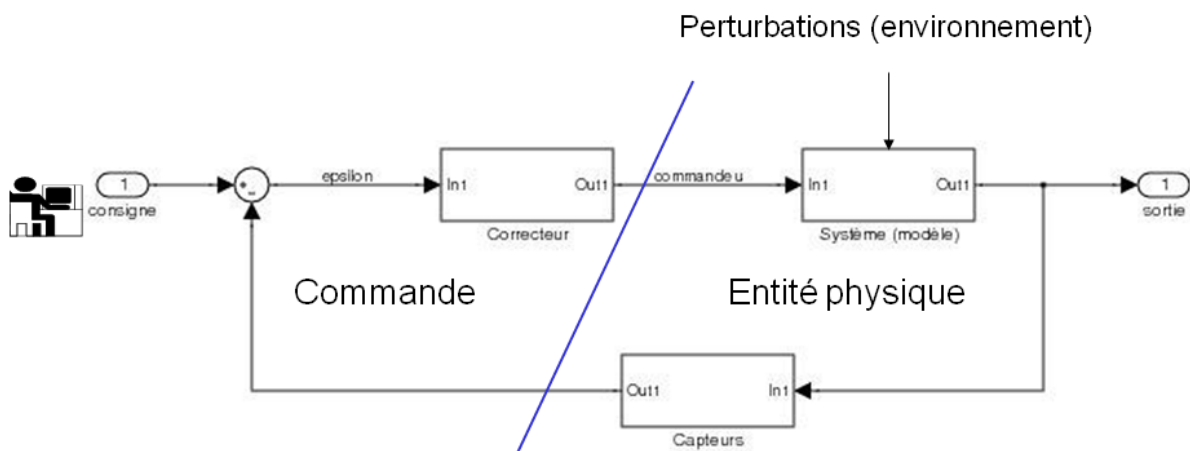 Perturbations (environnement)
1
consigne
+
-
epsilon
In1
Out1
Correcteur
commande u
In1
Out1
Système (modèle)
1
sortie
Commande
Entité physique
Out1
In1
Capteurs